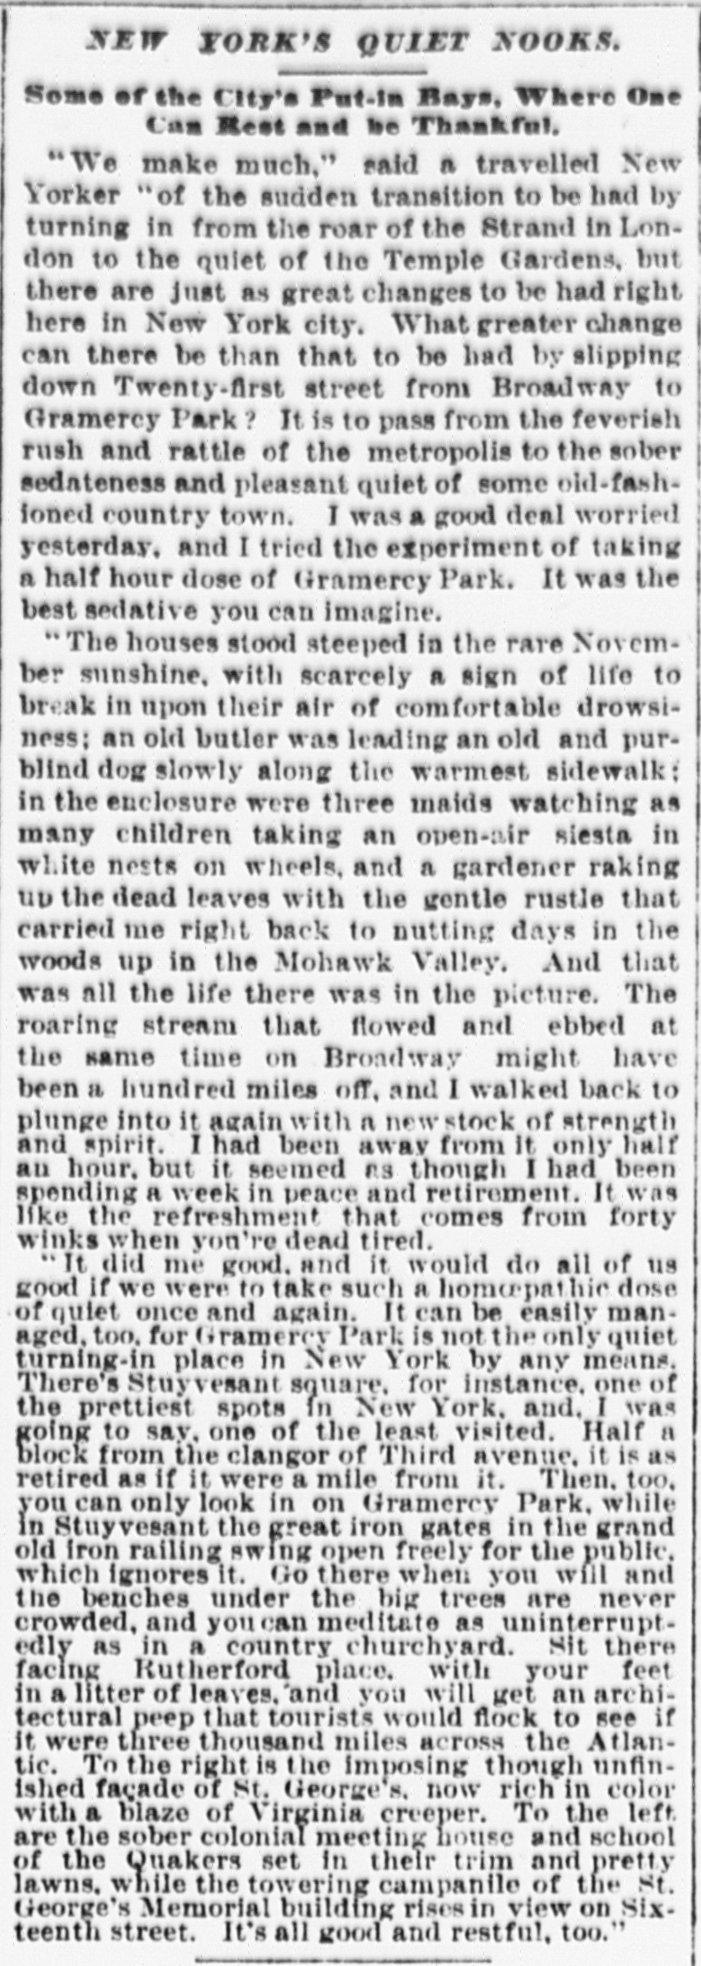 NEW YORK'S QUIET NOOKS.
Some of the City's Put-in Bays, Where One
Can Rest and be Thankful.
"We make much," said a travelled New
Yorker "of the sudden transition to be had by
turning in from the roar of the Strand in Lon-
don to the quiet of the Temple Gardens, but
there are just as great changes to be had right
here in New York city. What greater change
can there be than that to be had by slipping
down Twenty-first street from Broadway to
Gramercy Park? It is to pass from the feverish
rush and rattle of the metropolis to the sober
sedateness and pleasant quiet of some old-fash-
ioned country town. I was a good deal worried
yesterday, and I tried the experiment of taking
a half hour dose of Gramercy Park. It was the
best sedative you can imagine.
"The houses stood steeped in the rare Novem-
ber sunshine, with scarcely a sign of life to
break in upon their air of comfortable drowsi-
ness; an old butler was leading an old and pur-
blind dog slowly along the warmest sidewalk;
in the enclosure were three maids watching as
many children taking an open-air siesta in
white nests on wheels, and a gardener raking
up the dead leaves with the gentle rustle that
carried me right back to nutting days in the
woods up in the Mohawk Valley. And that
was all the life there was in the picture. The
roaring stream that flowed and ebbed at
the same time on Broadway might have
been a hundred miles off, and I walked back to
plunge into it again with a new stock of strength
and spirit. I had been away from it only half
an hour, but it seemed as though I had been
spending a week in peace and retirement. It was
like the refreshment that comes from forty
winks when you're dead tired.
"It did me good, and it would do all of us
good if we were to take such a homœpathic dose
of quiet once and again. It can be easily man-
aged, too, for Gramercy Park is not the only quiet
turning-in place in New York by any means.
There's Stuyvesant square, for instance, one of
the prettiest spots in New York, and, I was
going to say, one of the least visited. Half a
block from the clangor of Third avenue, it is as
retired as if it were a mile from it. Then, too,
you can only look in on Gramercy Park, while
in Stuyvesant the great iron gates in the grand
old iron railing swing open freely for the public,
which ignores it. Go there when you will and
the benches under the big trees are never
crowded, and you can meditate as uninterrupt-
edly as in a country churchyard. Sit there
facing Rutherford place, with your feet
in a litter of leaves, and you will get an archi-
tectural peep that tourists would flock to see if
it were three thousand miles across the Atlan-
tic. To the right is the imposing though unfin-
ished façade of St. George's, now rich in color
with a blaze of Virginia creeper. To the left
are the sober colonial meeting house and school
of the Quakers set in their trim and pretty
lawns, while the towering campanile of the St.
George's Memorial building rises in view on Six-
teenth street. It's all good and restful, too."